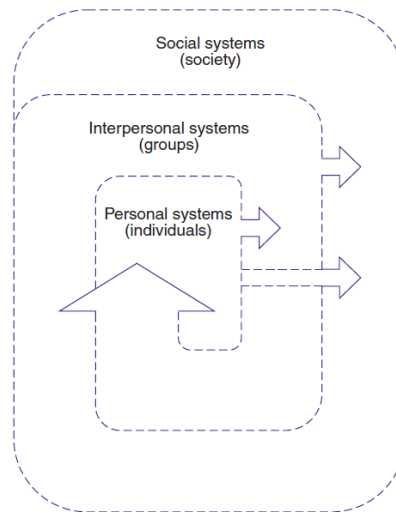 Social systems
(society)
Interpersonal systems
(groups)
Personal systems
(individuals)